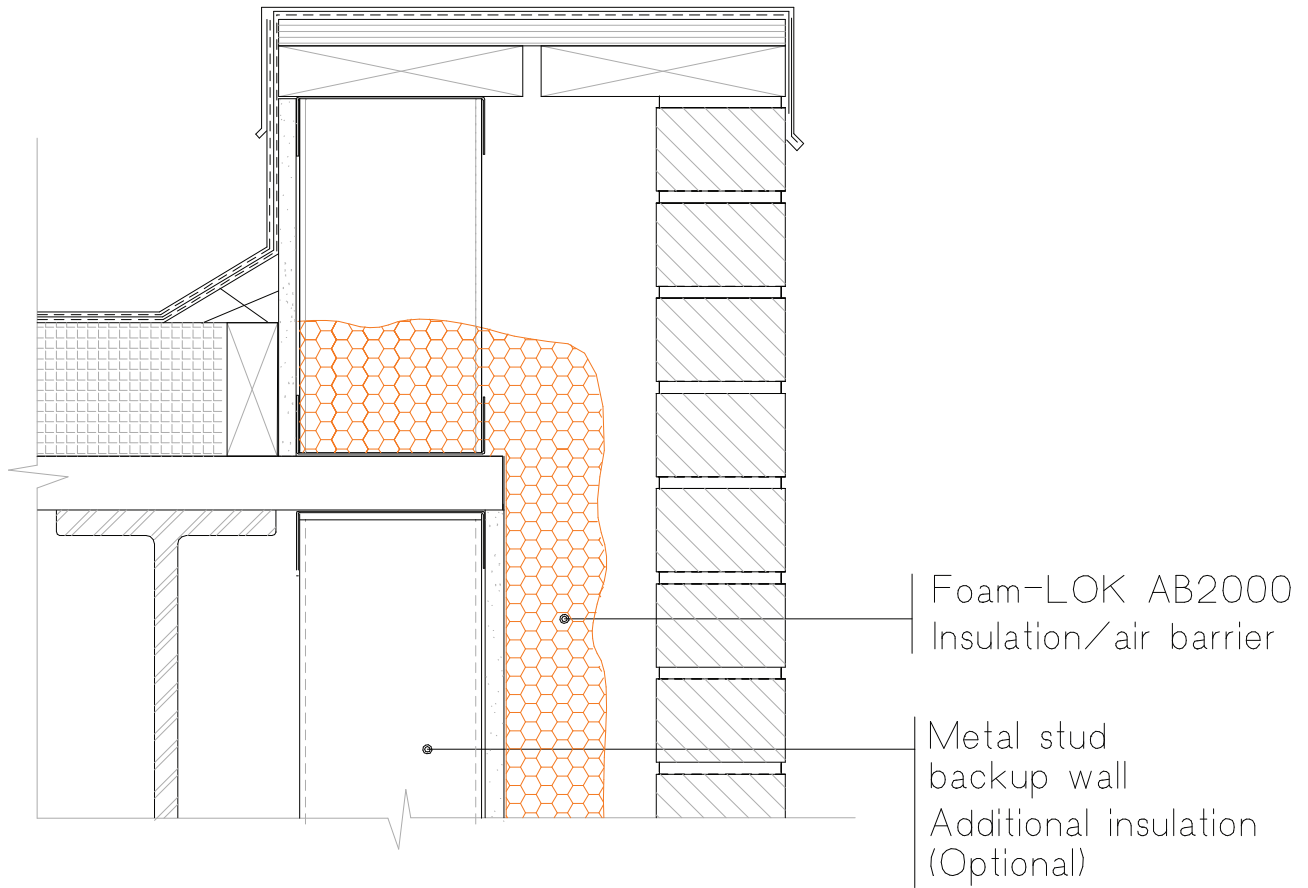 Foam-LOK AB2000
Insulation/air barrier
Metal stud
backup wall
Additional insulation
(Optional)